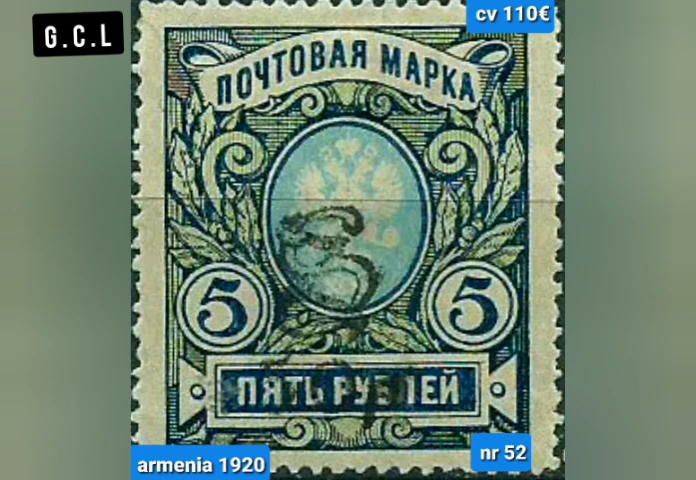 cv 110€
G.C.L
ПОЧТОВАЯ МАРКА
5 5
ПЯТЬ РУБЛЕЙ
nr 52
armenia 1920